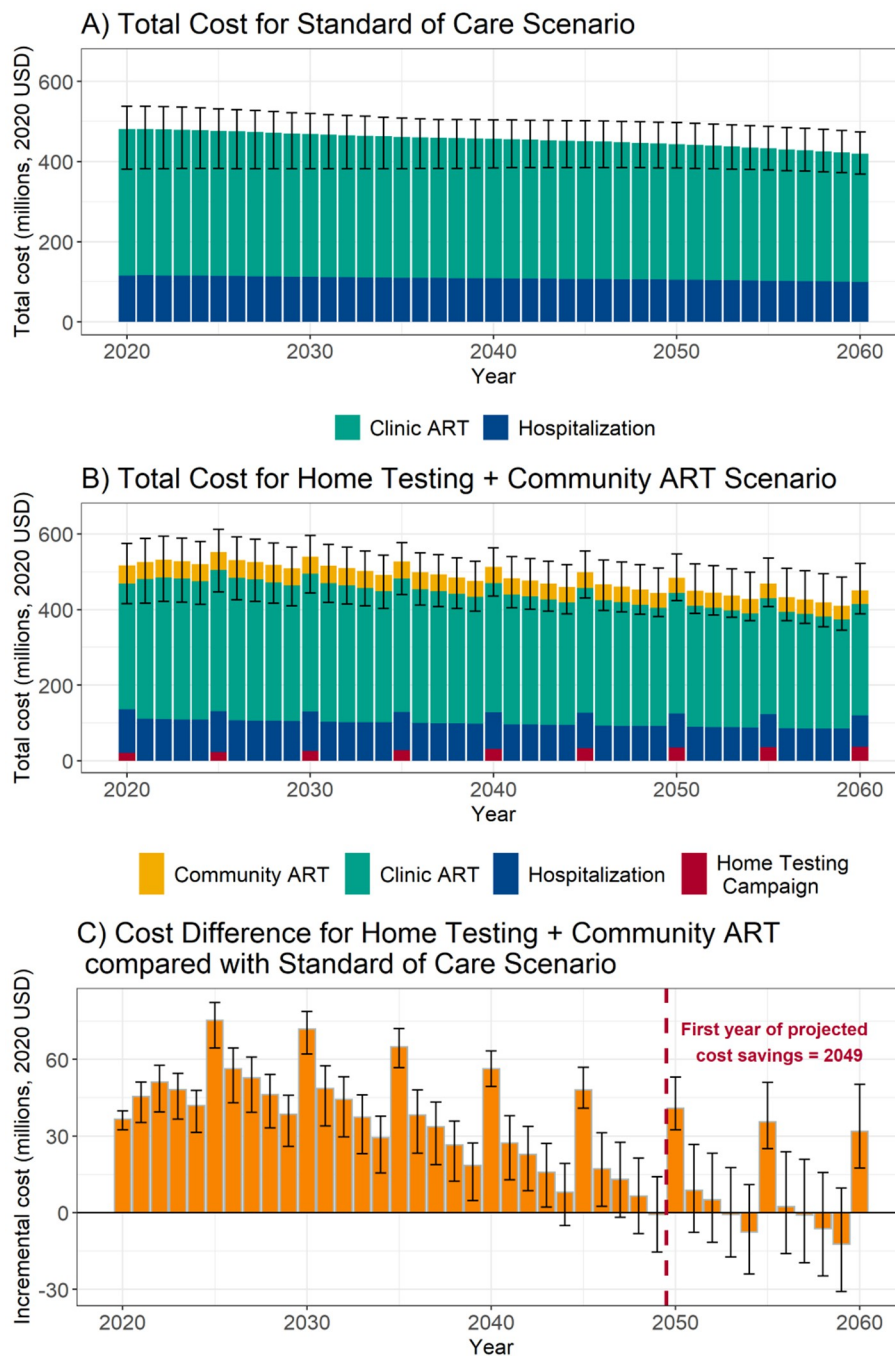 A) Total Cost for Standard of Care Scenario
Total cost (millions, 2020 USD)
600
400
200
0
2020 2030 2040 2050 2060
Year
Clinic ART Hospitalization
B) Total Cost for Home Testing + Community ART Scenario
Total cost (millions, 2020 USD)
600
400
200
0
2020 2030 2040 2050 2060
Year
Community ART Clinic ART Hospitalization Home Testing
Campaign
C) Cost Difference for Home Testing + Community ART
compared with Standard of Care Scenario
Incremental cost (millions, 2020 USD)
60
30
0
-30
First year of projected
cost savings = 2049
2020 2030 2040 2050 2060
Year